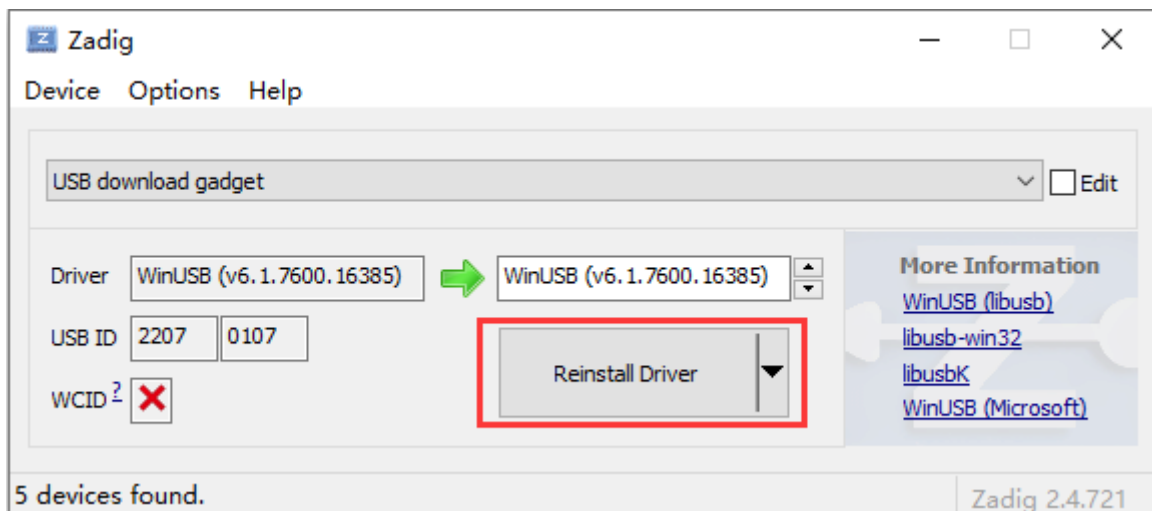 Zadig
Device Options Help
USB download gadget
Edit
Driver WinUSB (v6.1.7600.16385) WinUSB (v6.1.7600.16385)
USB ID 2207 0107
WCID ?
Reinstall Driver
More Information
WinUSB (libusb)
libusb-win32
libusbK
WinUSB (Microsoft)
5 devices found.
Zadig 2.4.721